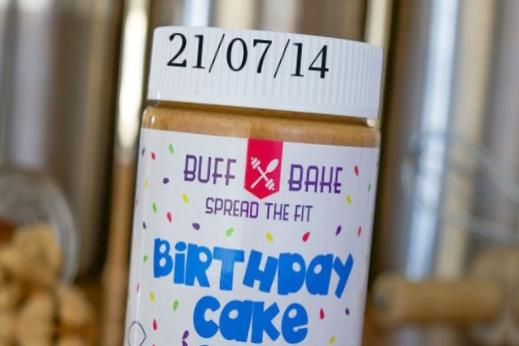 21/07/14
BUFF BAKE
SPREAD THE FIT
BIRTHDAY
CAKE